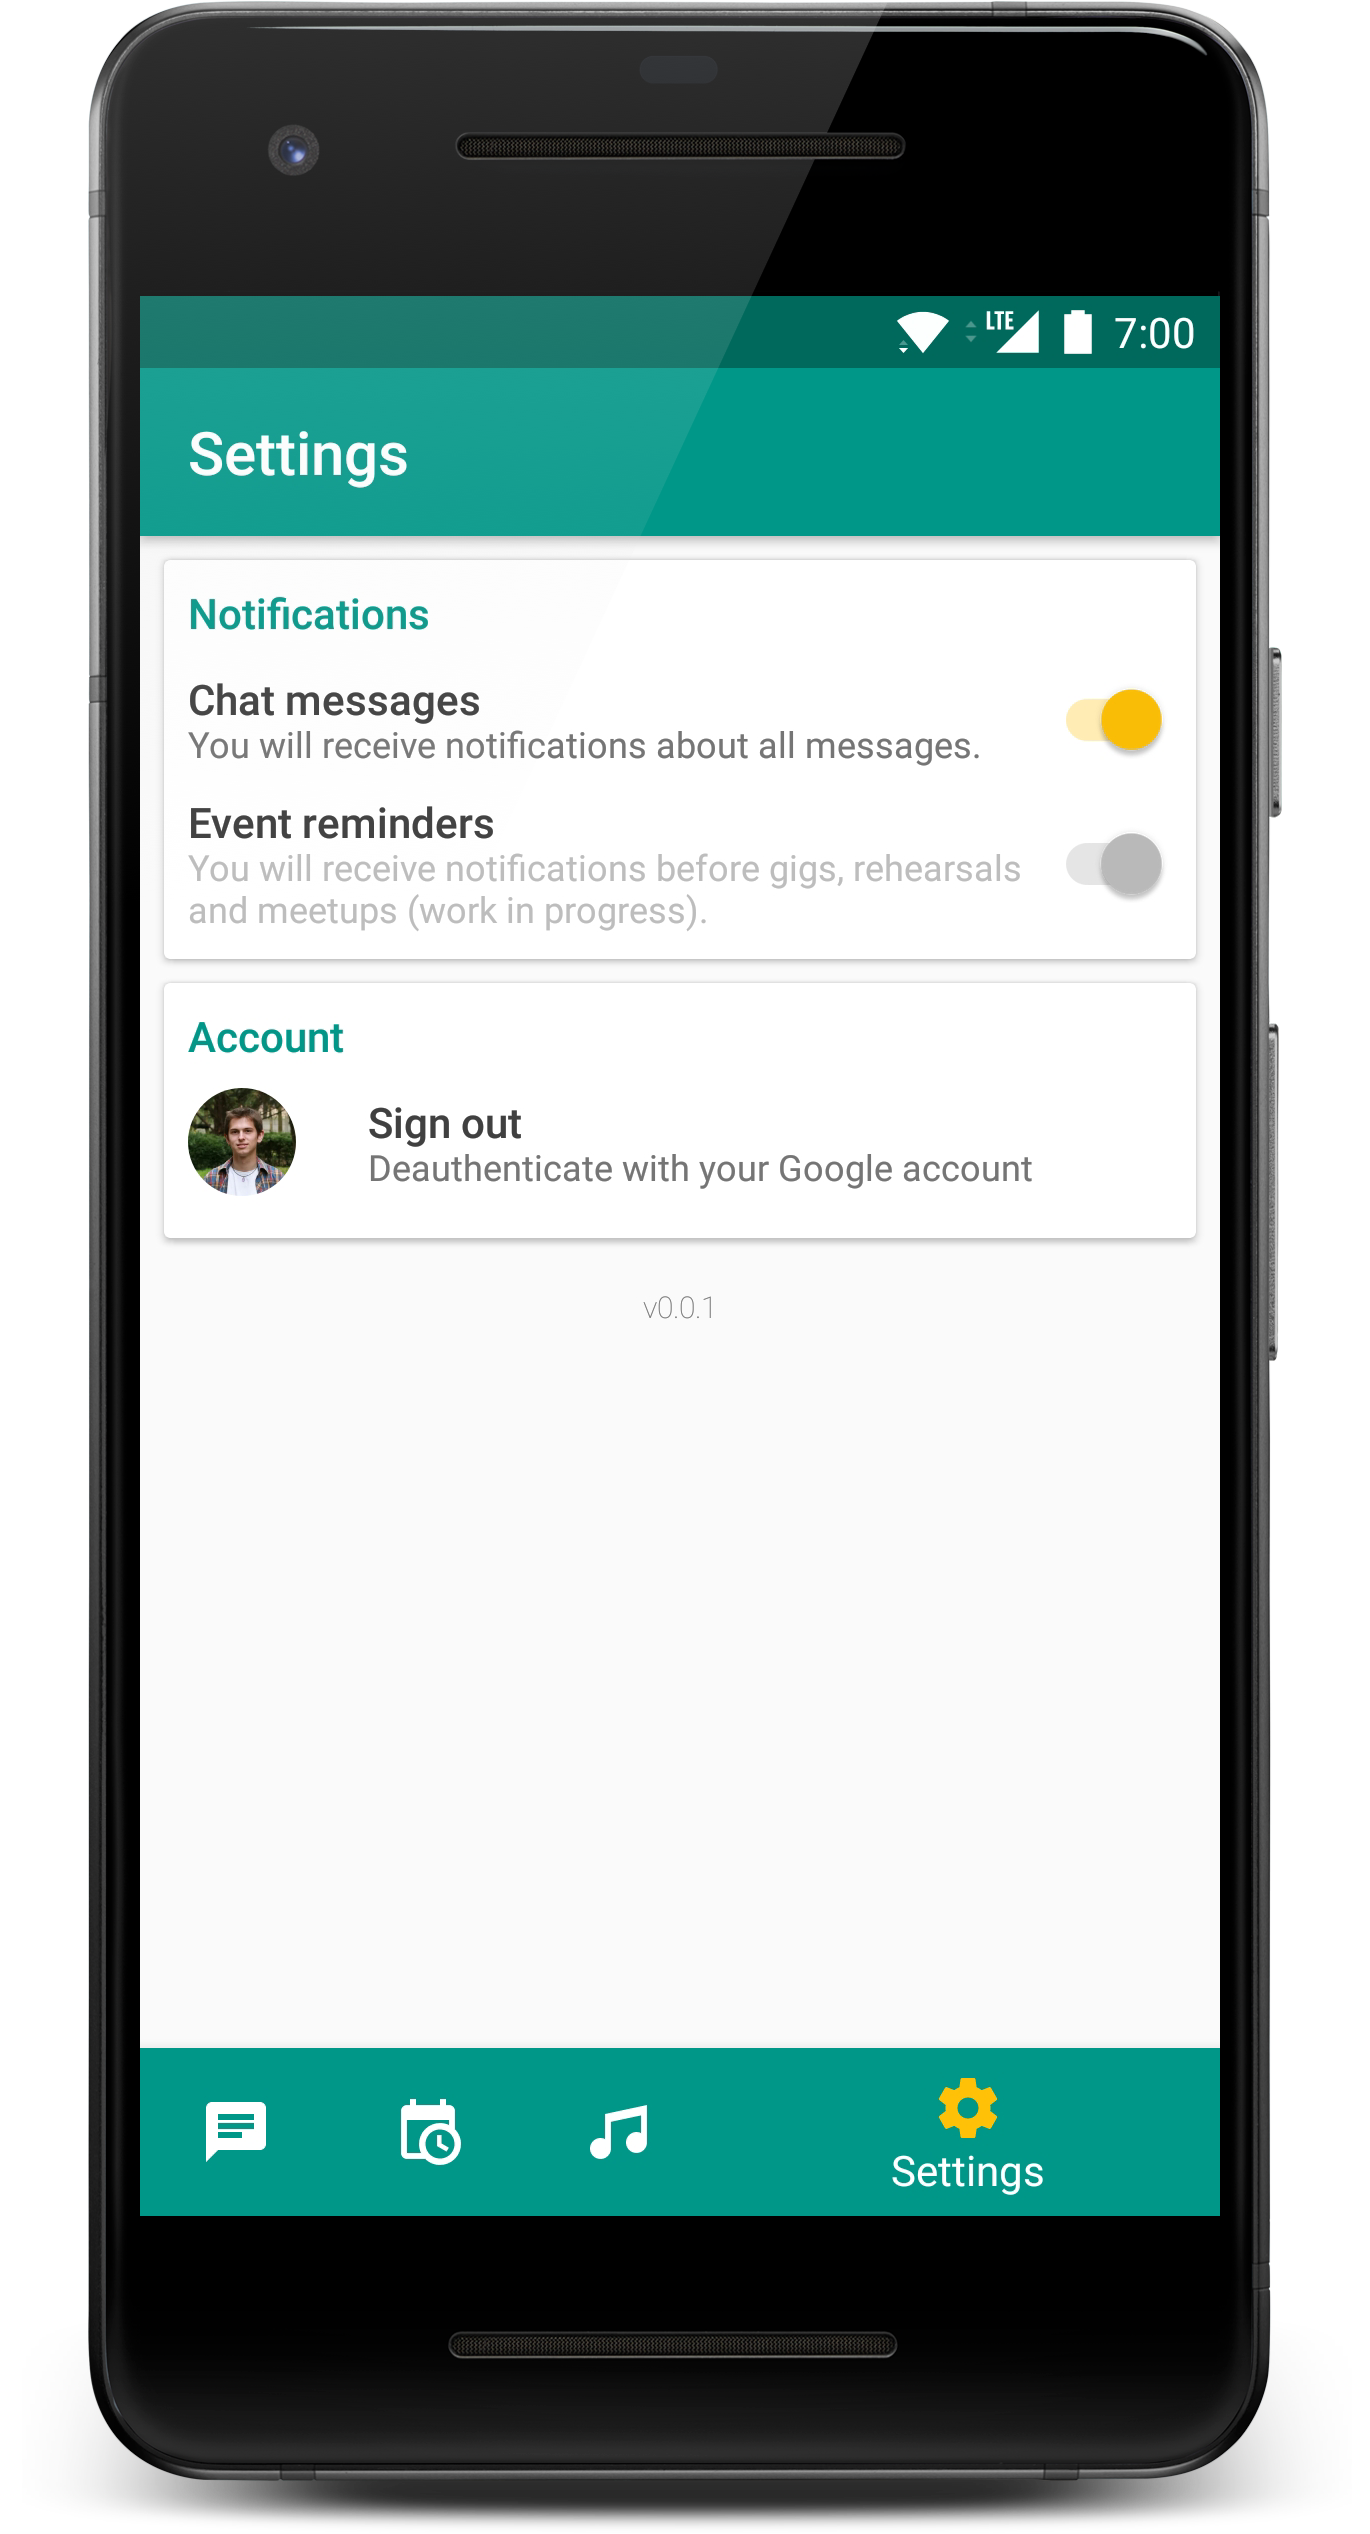 LTE 7:00
Settings
Notifications
Chat messages
You will receive notifications about all messages.
Event reminders
You will receive notifications before gigs, rehearsals
and meetups (work in progress).
Account
Sign out
Deauthenticate with your Google account
v0.0.1
Settings